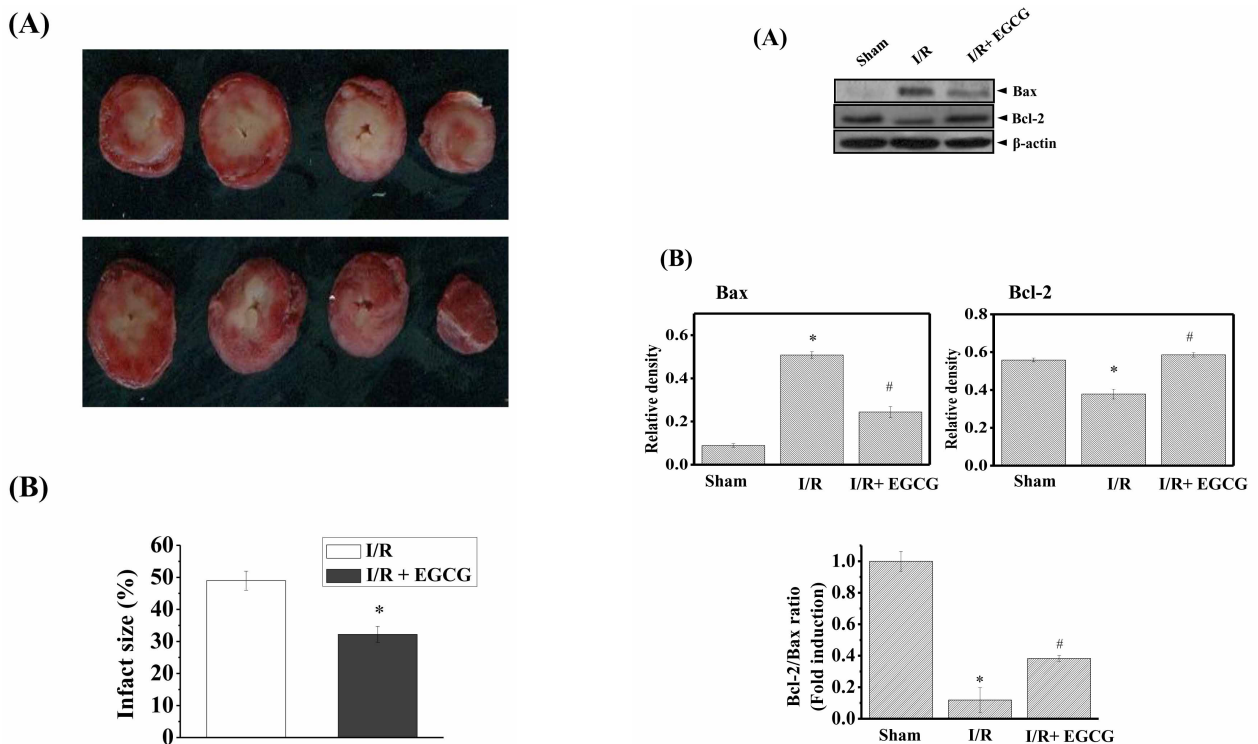 (A)
(B)
60
50
40
30
20
10
0
Infact size (%)
I/R
I/R + EGCG
*
(A)
Sham
I/R
I/R+ EGCG
Bax
Bcl-2
β-actin
(B)
Bax
0.6
0.4
0.2
0.0
Relative density
*
#
Sham
I/R
I/R+ EGCG
Bcl-2
0.8
0.6
0.4
0.2
0.0
Relative density
*
#
Sham
I/R
I/R+ EGCG
1.0
0.8
0.6
0.4
0.2
0.0
Bcl-2/Bax ratio
(Fold induction)
*
#
Sham
I/R
I/R+ EGCG